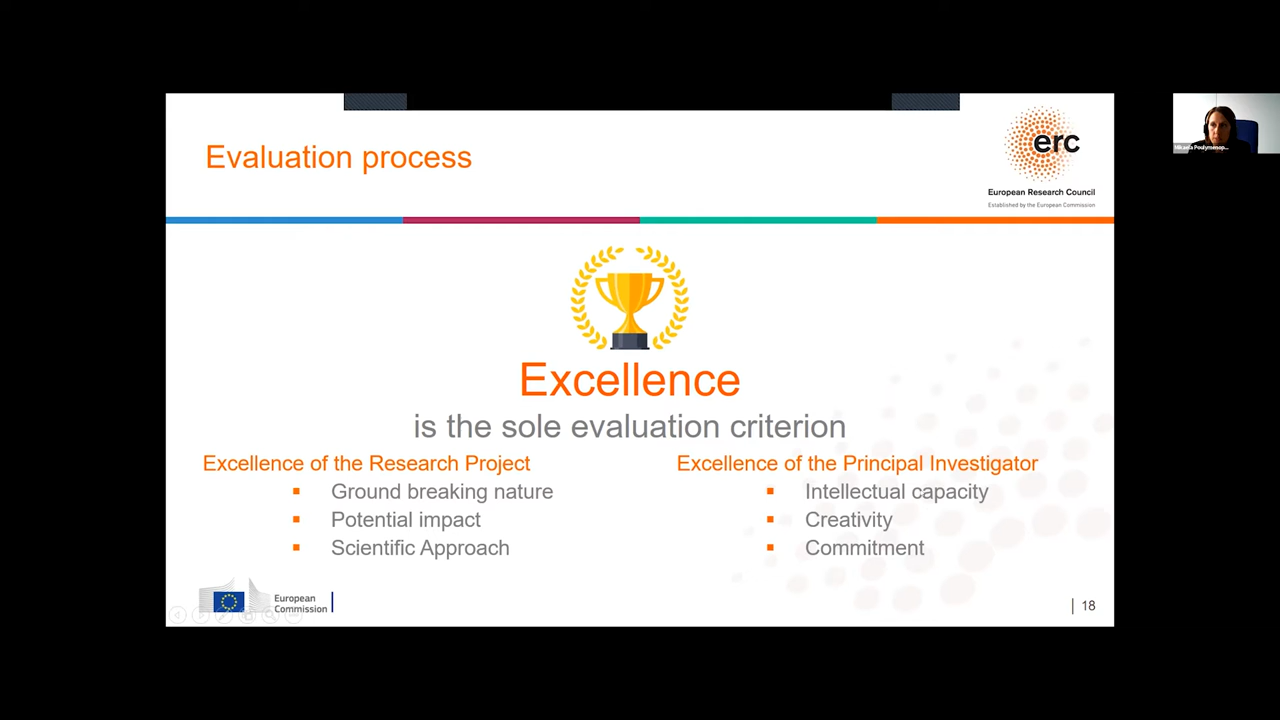 Evaluation process
erc
European Research Council
Established by the European Commission
Mikaela Poulymenop...
Excellence
is the sole evaluation criterion
Excellence of the Research Project
Ground breaking nature
Potential impact
Scientific Approach
Excellence of the Principal Investigator
Intellectual capacity
Creativity
Commitment
European
Commission
18